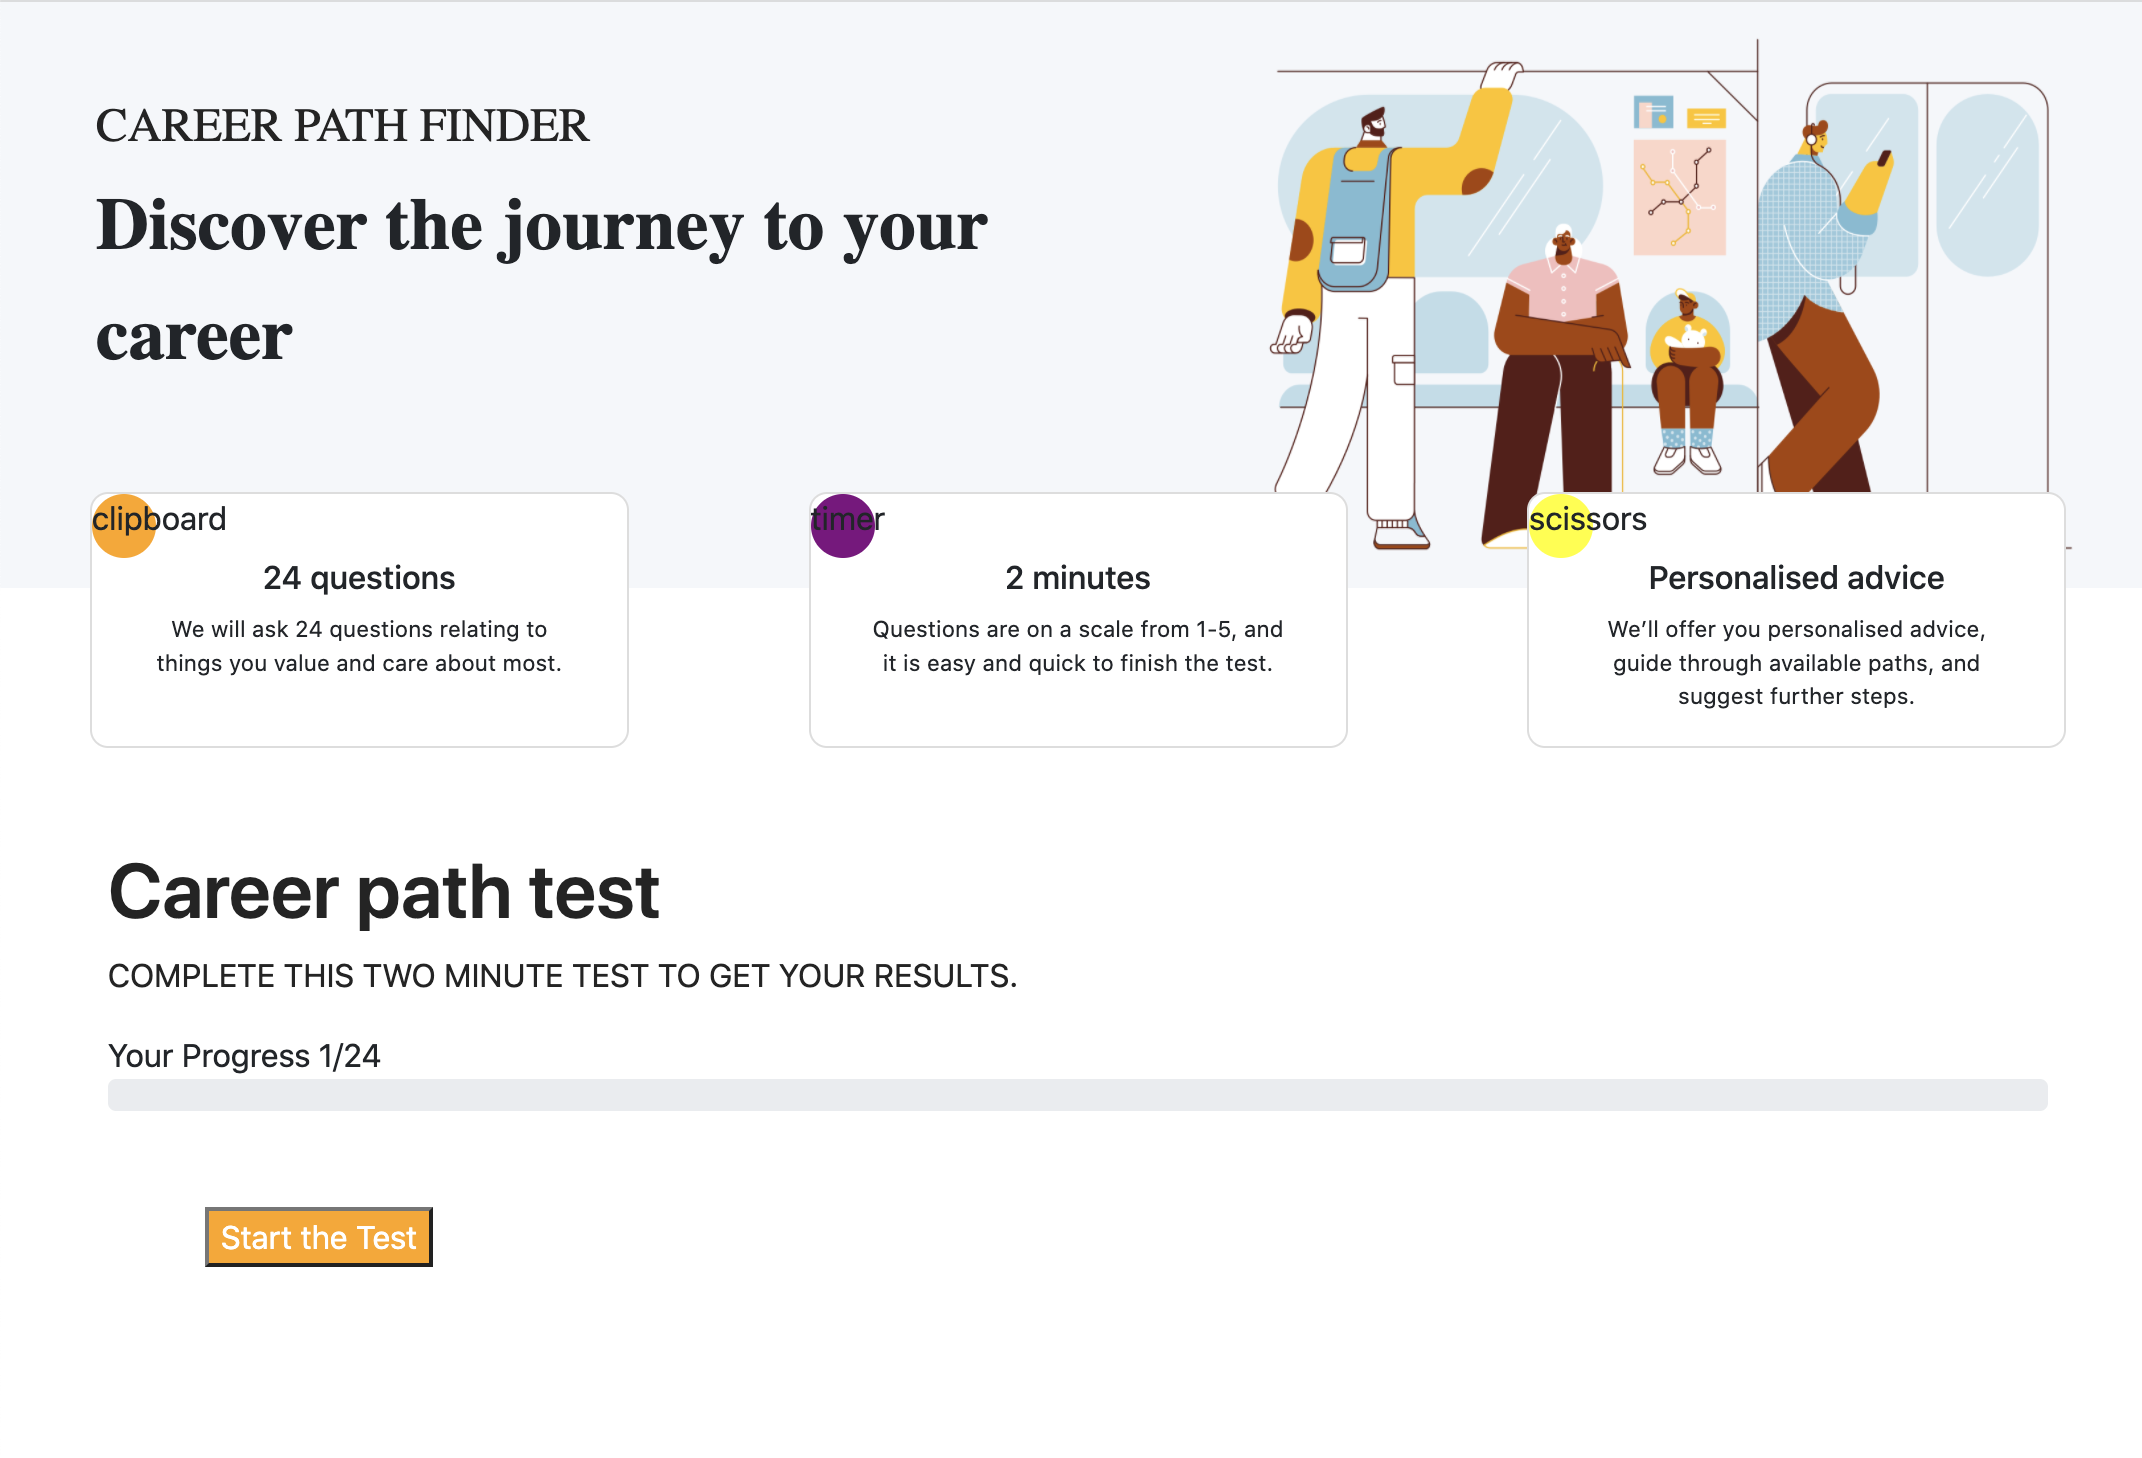 CAREER PATH FINDER
Discover the journey to your
career
clipboard
24 questions
We will ask 24 questions relating to
things you value and care about most.
timer
2 minutes
Questions are on a scale from 1-5, and
it is easy and quick to finish the test.
scissors
Personalised advice
We’ll offer you personalised advice,
guide through available paths, and
suggest further steps.
Career path test
COMPLETE THIS TWO MINUTE TEST TO GET YOUR RESULTS.
Your Progress 1/24
Start the Test